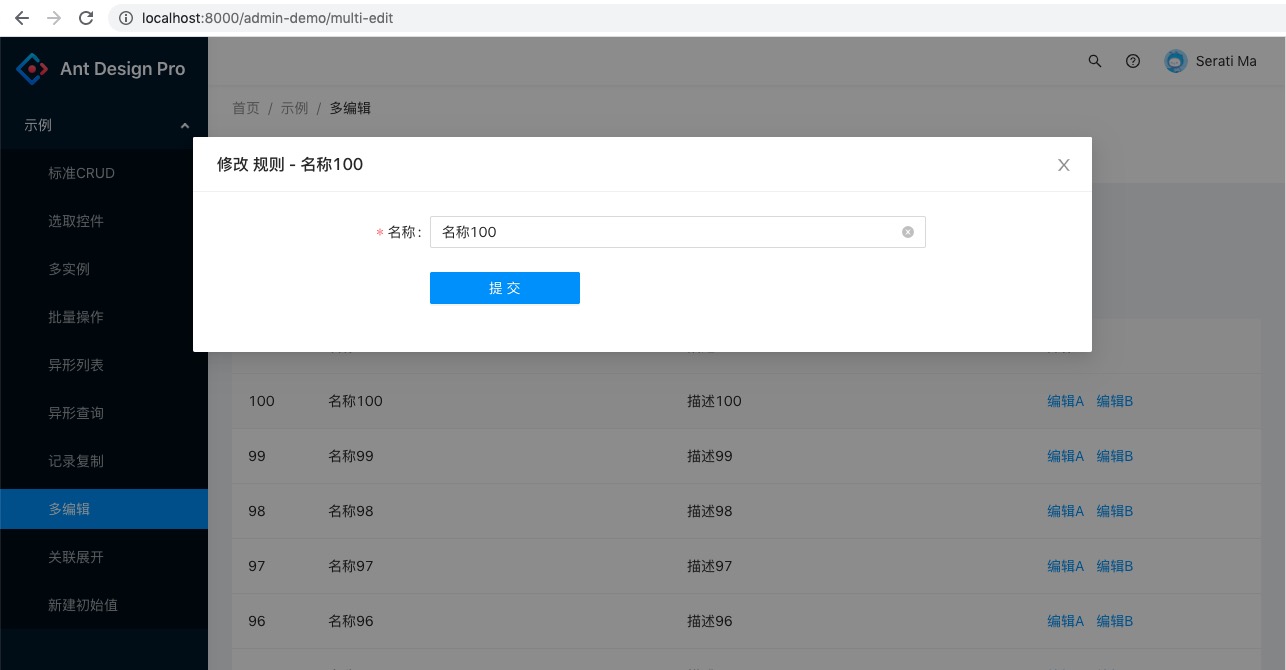 localhost:8000/admin-demo/multi-edit
Ant Design Pro
Serati Ma
示例
首页 / 示例 / 多编辑
标准CRUD
选取控件
多实例
批量操作
异形列表
异形查询
记录复制
多编辑
关联展开
新建初始值
修改 规则 - 名称100
* 名称:
名称100
提 交
100 名称100 描述100 编辑A 编辑B
99 名称99 描述99 编辑A 编辑B
98 名称98 描述98 编辑A 编辑B
97 名称97 描述97 编辑A 编辑B
96 名称96 描述96 编辑A 编辑B